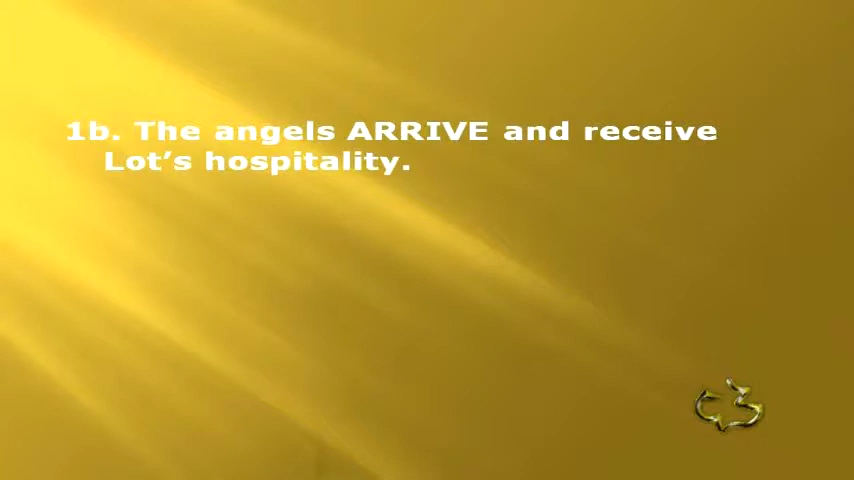 1b. The angels ARRIVE and receive
Lot’s hospitality.